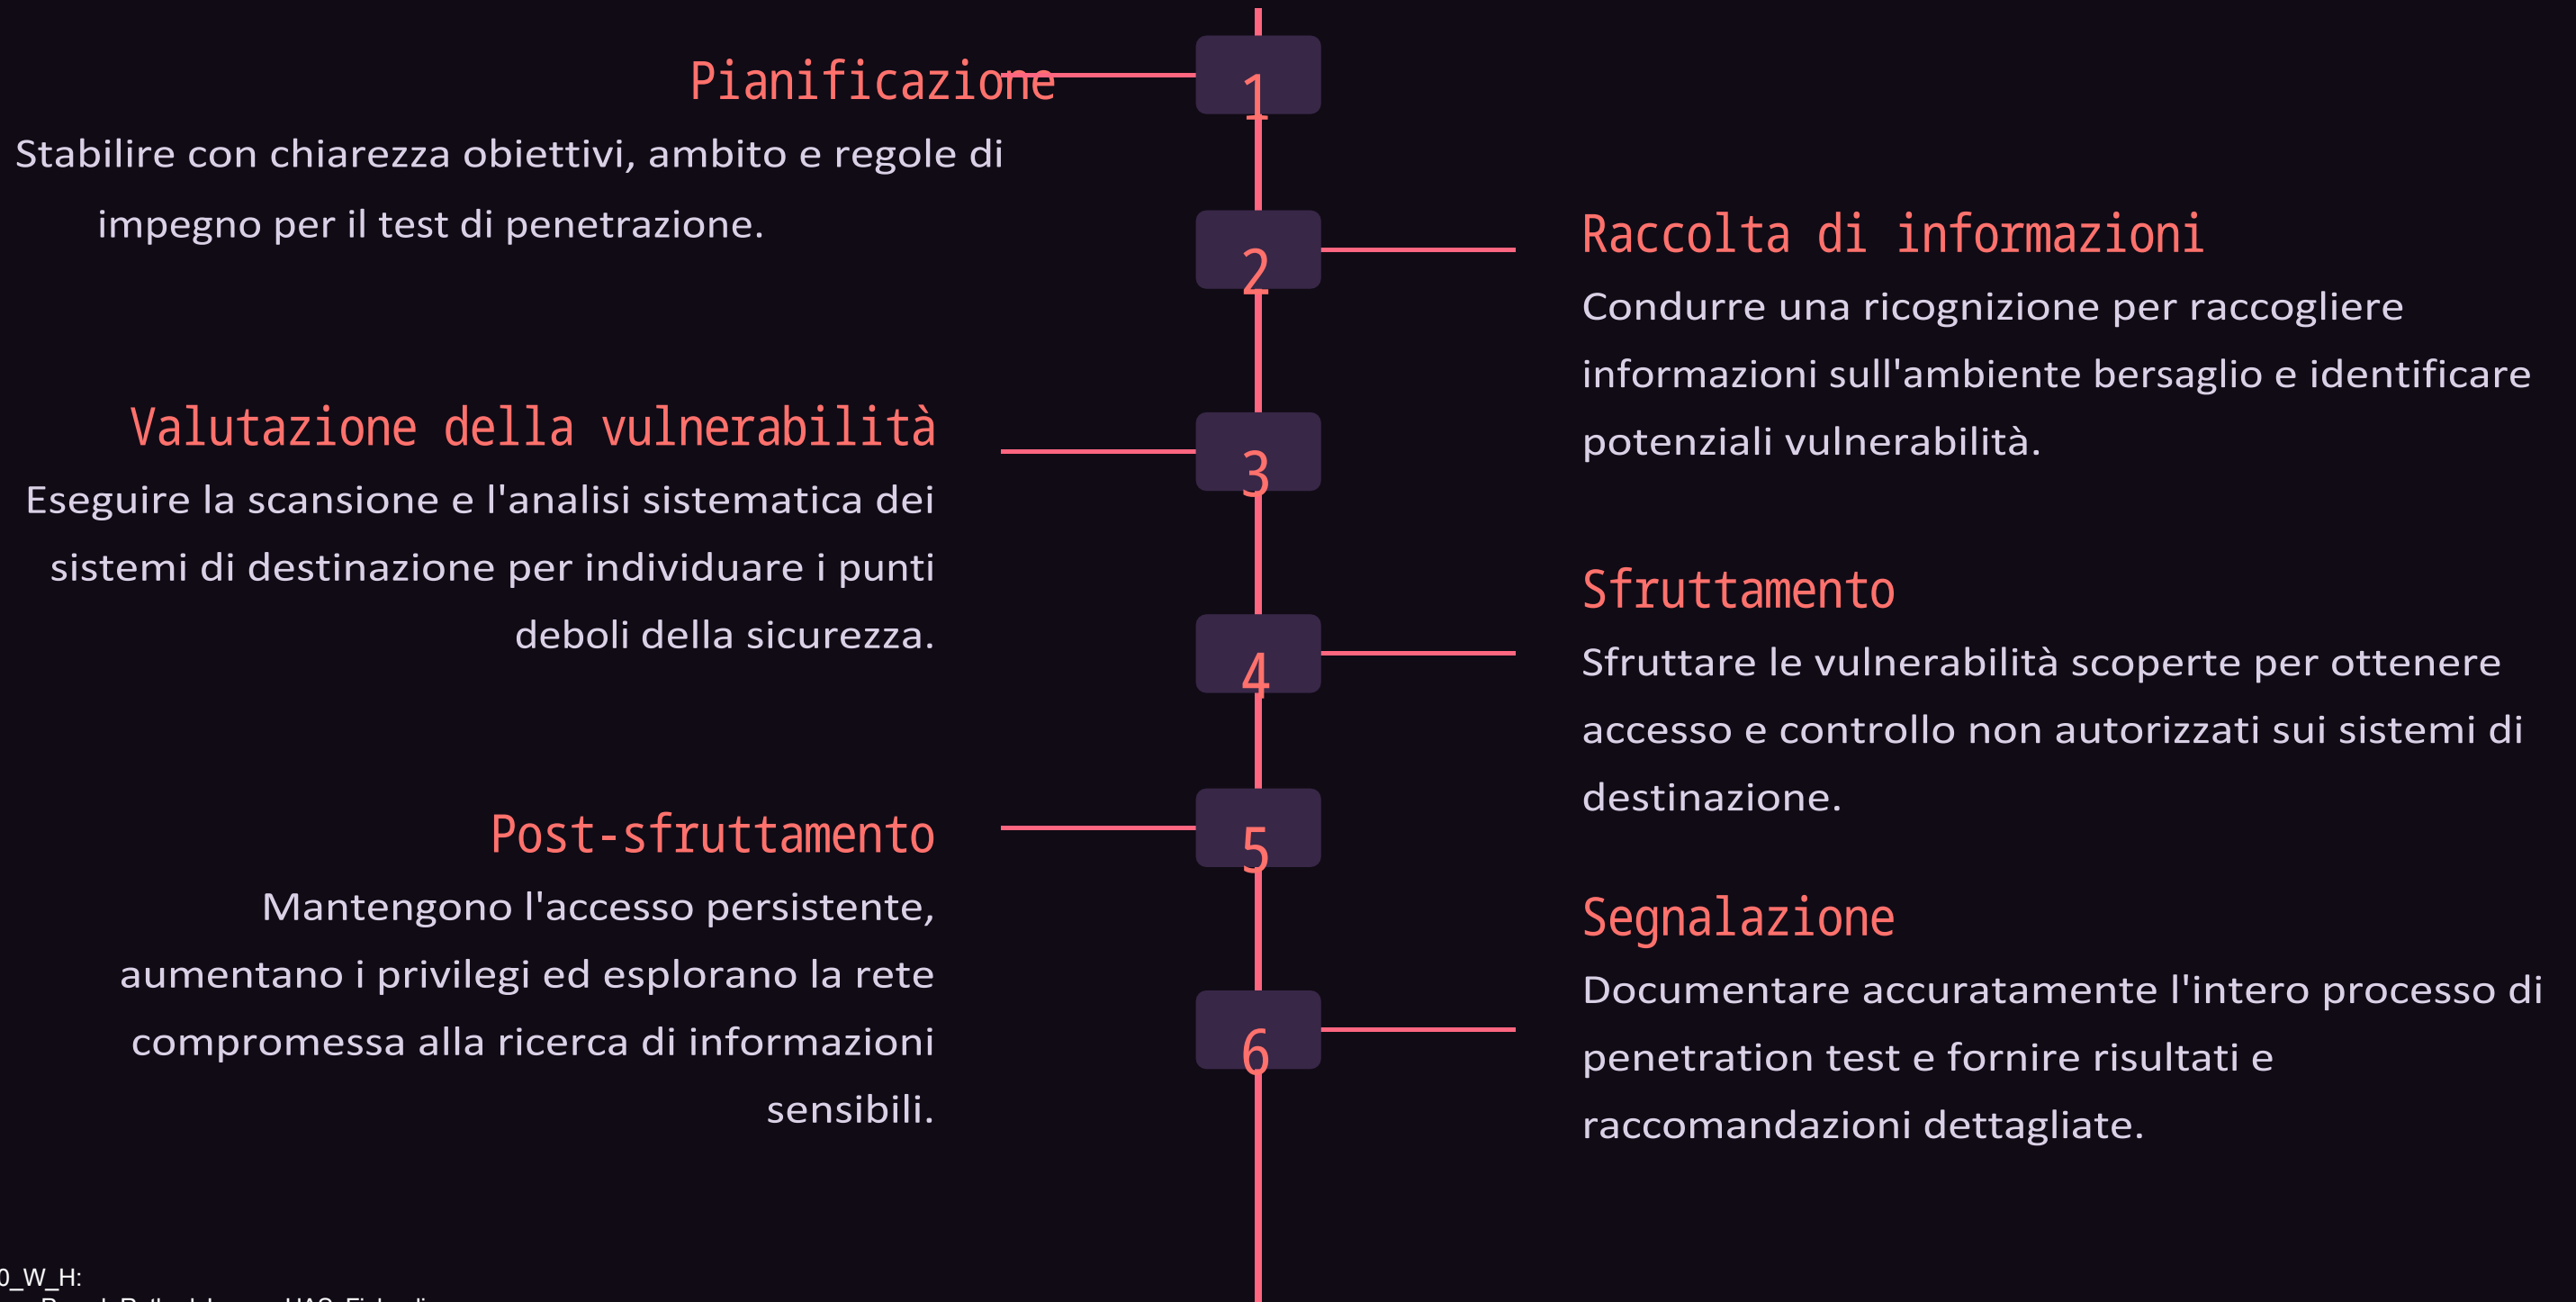 1
Pianificazione
Stabilire con chiarezza obiettivi, ambito e regole di
impegno per il test di penetrazione.
2
Raccolta di informazioni
Condurre una ricognizione per raccogliere
informazioni sull'ambiente bersaglio e identificare
potenziali vulnerabilità.
3
Valutazione della vulnerabilità
Eseguire la scansione e l'analisi sistematica dei
sistemi di destinazione per individuare i punti
deboli della sicurezza.
4
Sfruttamento
Sfruttare le vulnerabilità scoperte per ottenere
accesso e controllo non autorizzati sui sistemi di
destinazione.
5
Post-sfruttamento
Mantengono l'accesso persistente,
aumentano i privilegi ed esplorano la rete
compromessa alla ricerca di informazioni
sensibili.
6
Segnalazione
Documentare accuratamente l'intero processo di
penetration test e fornire risultati e
raccomandazioni dettagliate.
0_W_H: